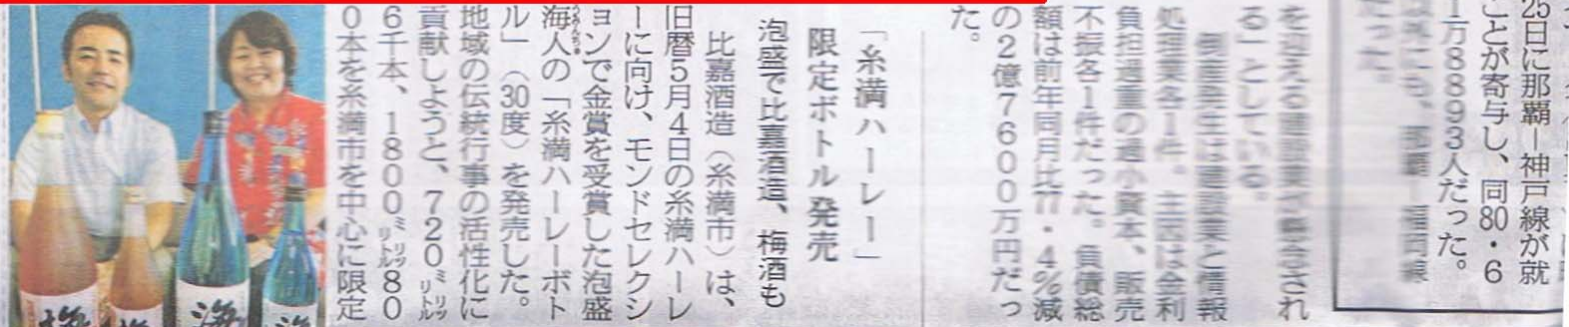 25日に那覇―神戸線が就
ことが寄与し、同80・6
1万8893人だった。
る」としている。
倒産発生は建設業と情報
処理業各1件。主因は金利
負担過重の過小資本、販売
不振各1件だった。負債総
額は前年同月比77・4%減
の2億7600万円だっ
た。
「糸満ハーレー」
限定ボトル発売
泡盛で比嘉酒造、梅酒も
比嘉酒造(糸満市)は、
旧暦5月4日の糸満ハーレ
ーに向け、モンドセレクシ
ョンで金賞を受賞した泡盛
海人の「糸満ハーレーボト
ル」(30度)を発売した。
地域の伝統行事の活性化に
貢献しようと、720ミリリットル
6千本、1800ミリリットル80
0本を糸満市を中心に限定